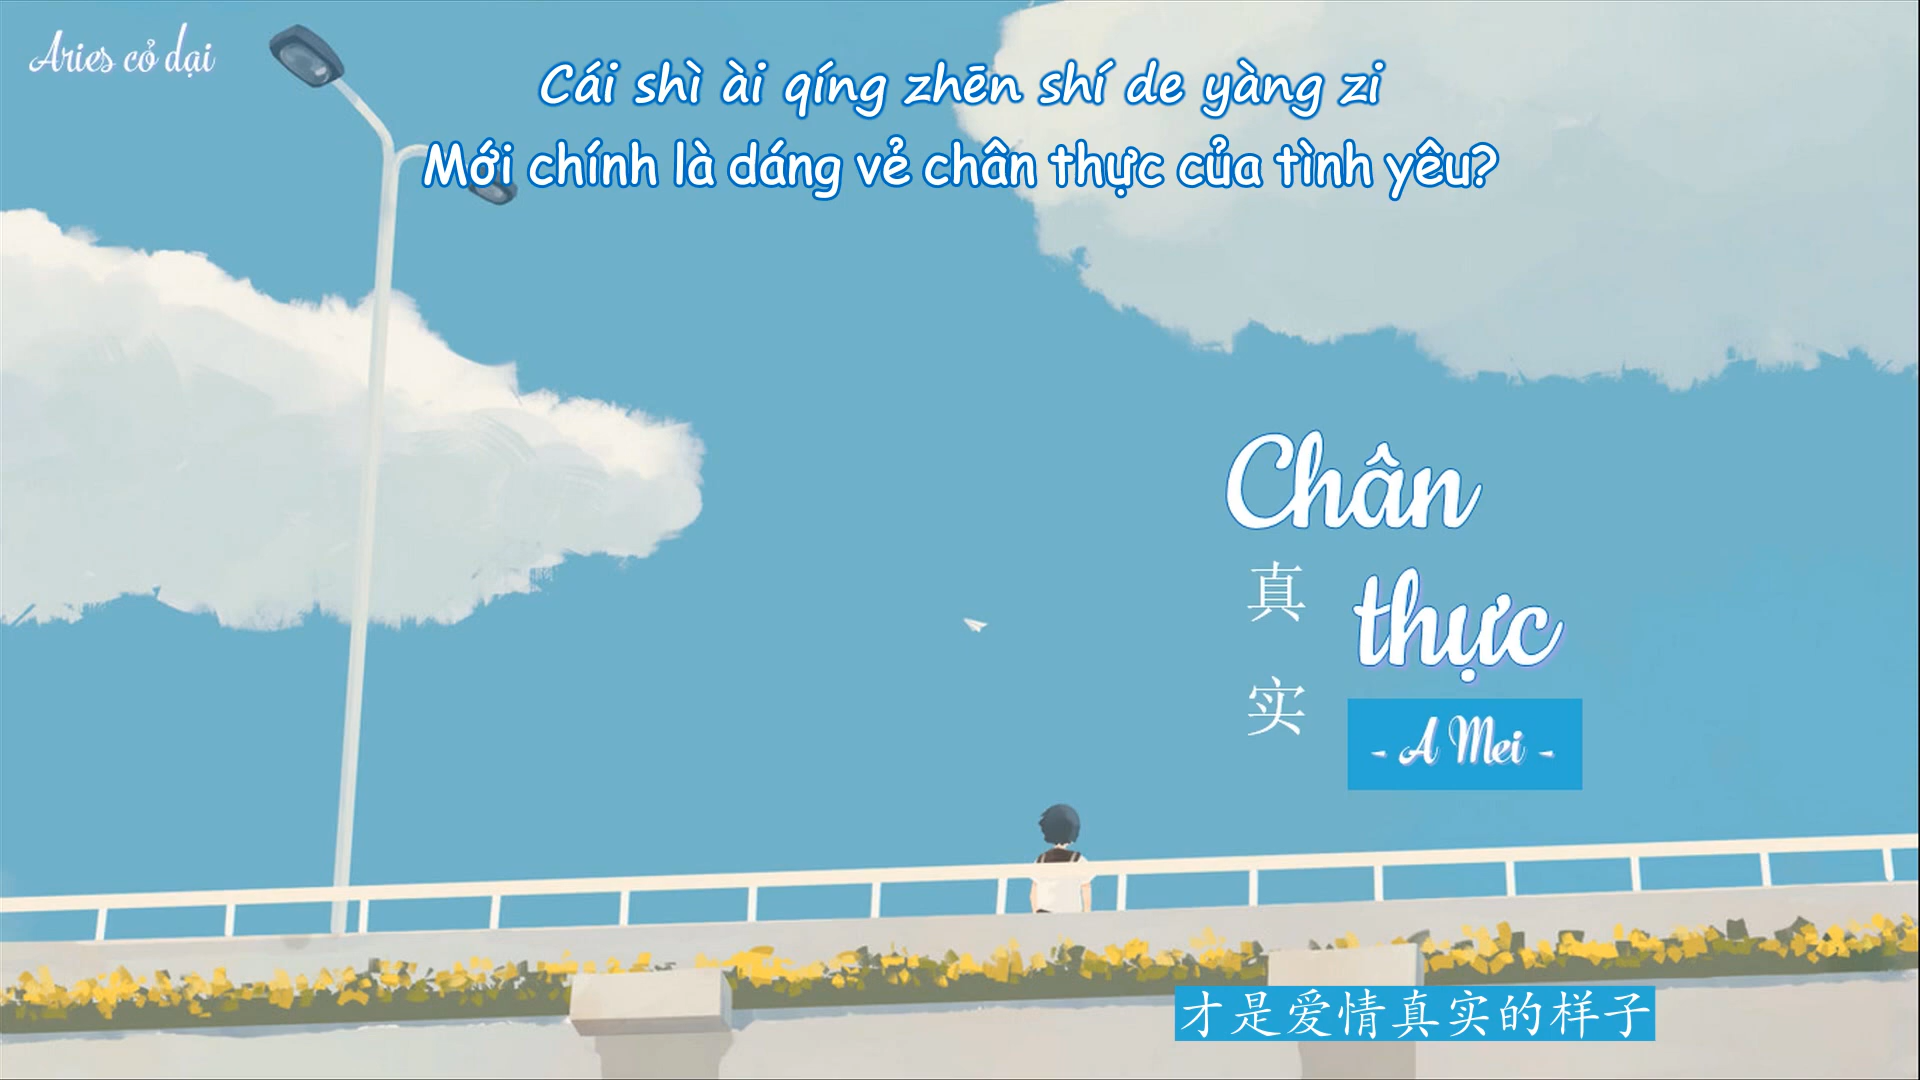 Aries cỏ dại
Cái shì ài qíng zhēn shí de yàng zi
Mới chính là dáng vẻ chân thực của tình yêu?
Chân
thực
真
实
- A Mei -
才是爱情真实的样子